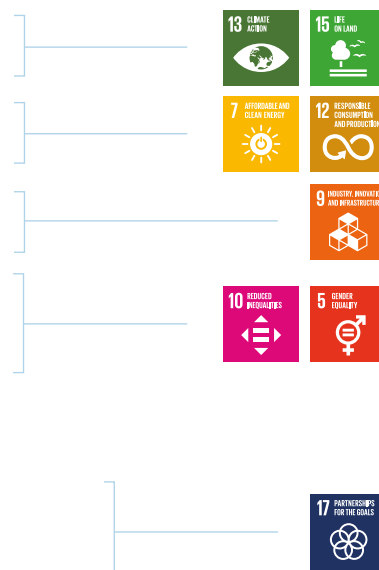 13 CLIMATE
ACTION
15 LIFE
ON LAND
7 AFFORDABLE AND
CLEAN ENERGY
12 RESPONSIBLE
CONSUMPTION
AND PRODUCTION
9 INDUSTRY, INNOVATI
AND INFRASTRUCTUR
10 REDUCED
INEQUALITIES
5 GENDER
EQUALITY
17 PARTNERSHIPS
FOR THE GOALS